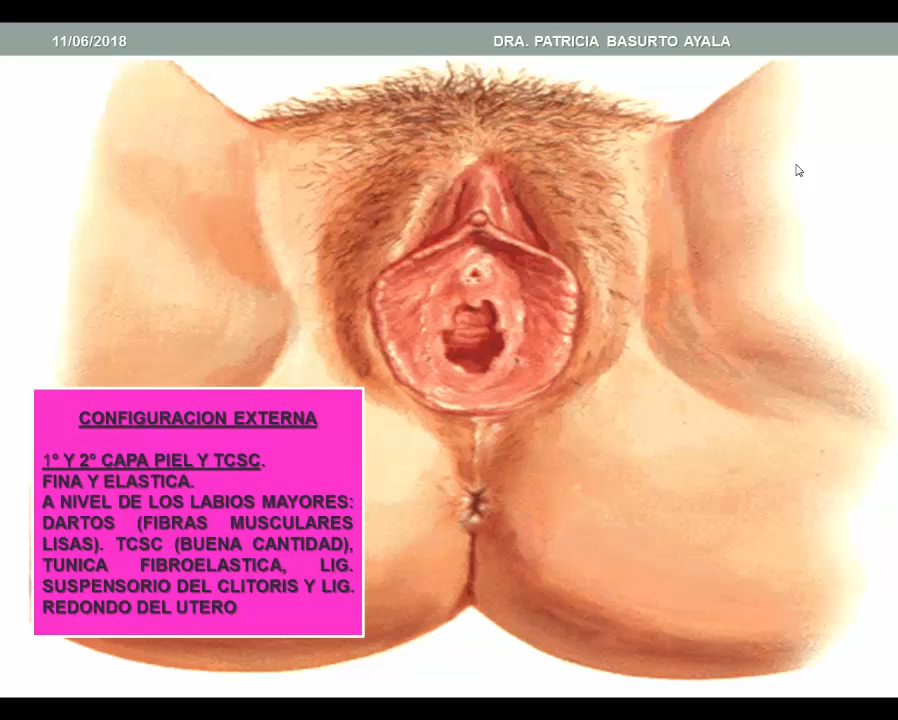 11/06/2018 DRA. PATRICIA BASURTO AYALA
CONFIGURACION EXTERNA
1° Y 2° CAPA PIEL Y TCSC.
FINA Y ELASTICA.
A NIVEL DE LOS LABIOS MAYORES:
DARTOS (FIBRAS MUSCULARES
LISAS). TCSC (BUENA CANTIDAD),
TUNICA FIBROELASTICA, LIG.
SUSPENSORIO DEL CLITORIS Y LIG.
REDONDO DEL UTERO